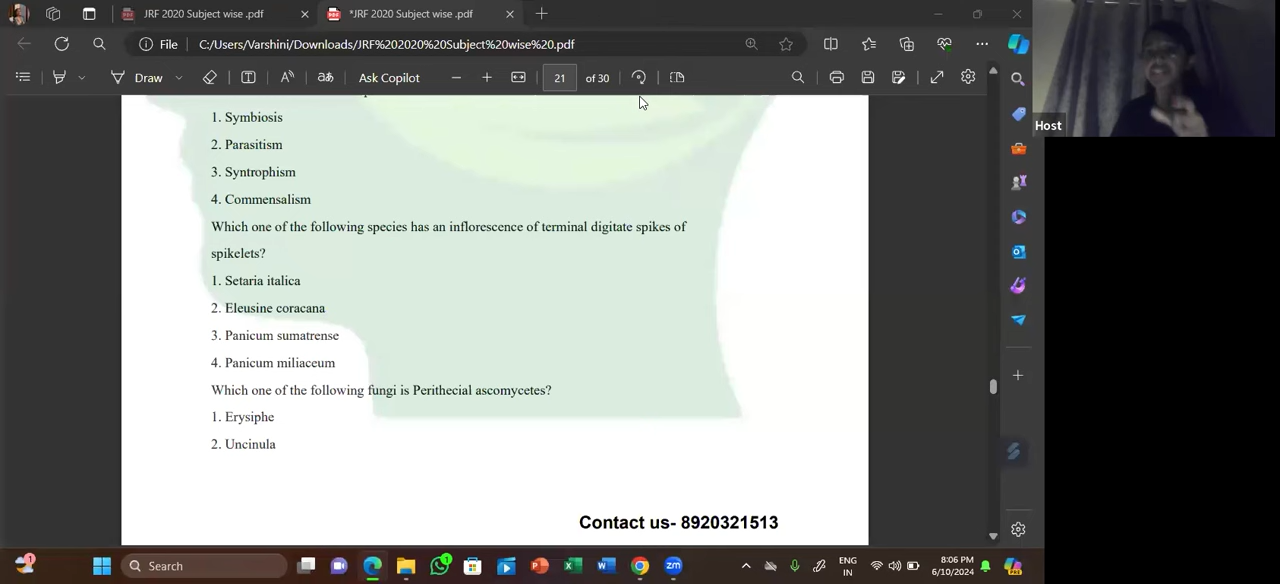 JRF 2020 Subject wise .pdf
*JRF 2020 Subject wise .pdf
File
C:/Users/Varshini/Downloads/JRF%202020%20Subject%20wise%20.pdf
Draw
Ask Copilot
21 of 30
Host
1. Symbiosis
2. Parasitism
3. Syntrophism
4. Commensalism
Which one of the following species has an inflorescence of terminal digitate spikes of
spikelets?
1. Setaria italica
2. Eleusine coracana
3. Panicum sumatrense
4. Panicum miliaceum
Which one of the following fungi is Perithecial ascomycetes?
1. Erysiphe
2. Uncinula
Contact us- 8920321513
Search
ENG
IN
8:06 PM
6/10/2024